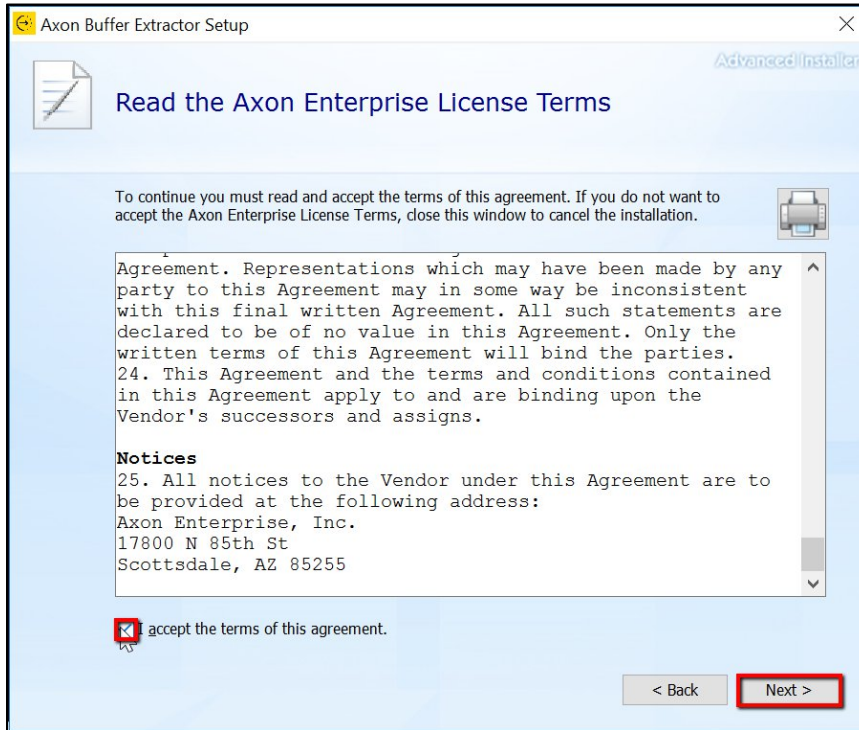 Axon Buffer Extractor Setup
Advanced Installer
Read the Axon Enterprise License Terms
To continue you must read and accept the terms of this agreement. If you do not want to
accept the Axon Enterprise License Terms, close this window to cancel the installation.
Agreement. Representations which may have been made by any
party to this Agreement may in some way be inconsistent
with this final written Agreement. All such statements are
declared to be of no value in this Agreement. Only the
written terms of this Agreement will bind the parties.
24. This Agreement and the terms and conditions contained
in this Agreement apply to and are binding upon the
Vendor's successors and assigns.
Notices
25. All notices to the Vendor under this Agreement are to
be provided at the following address:
Axon Enterprise, Inc.
17800 N 85th St
Scottsdale, AZ 85255
I accept the terms of this agreement.
< Back
Next >